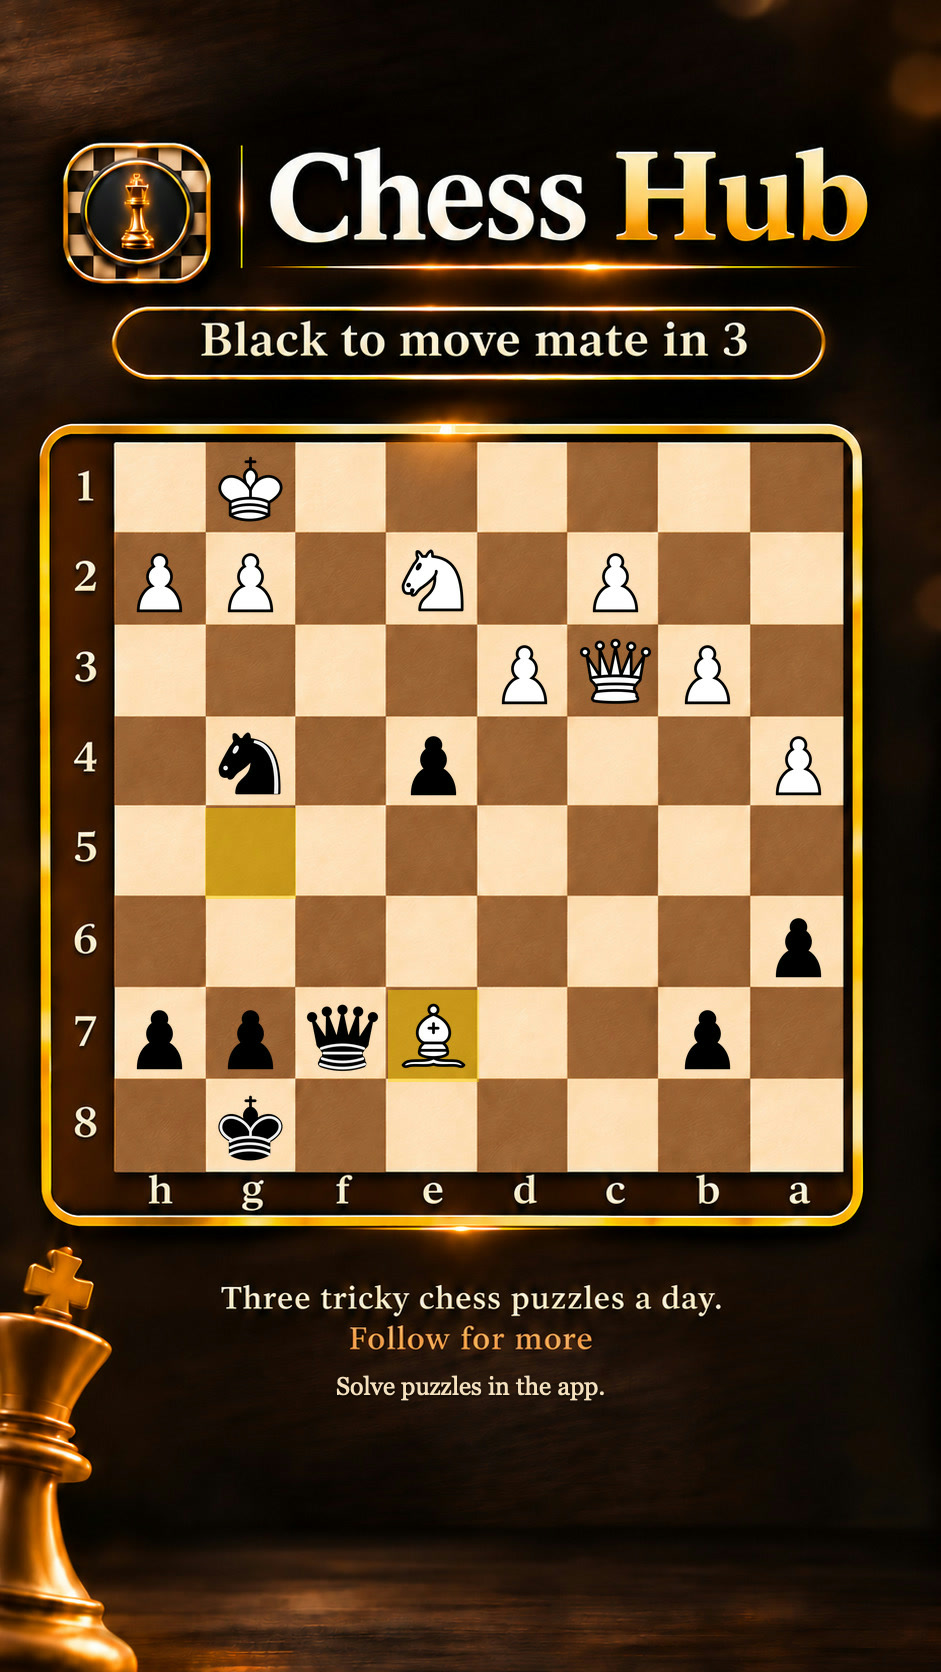 Chess Hub
Black to move mate in 3
1
2
3
4
5
6
7
8
h g f e d c b a
Three tricky chess puzzles a day.
Follow for more
Solve puzzles in the app.